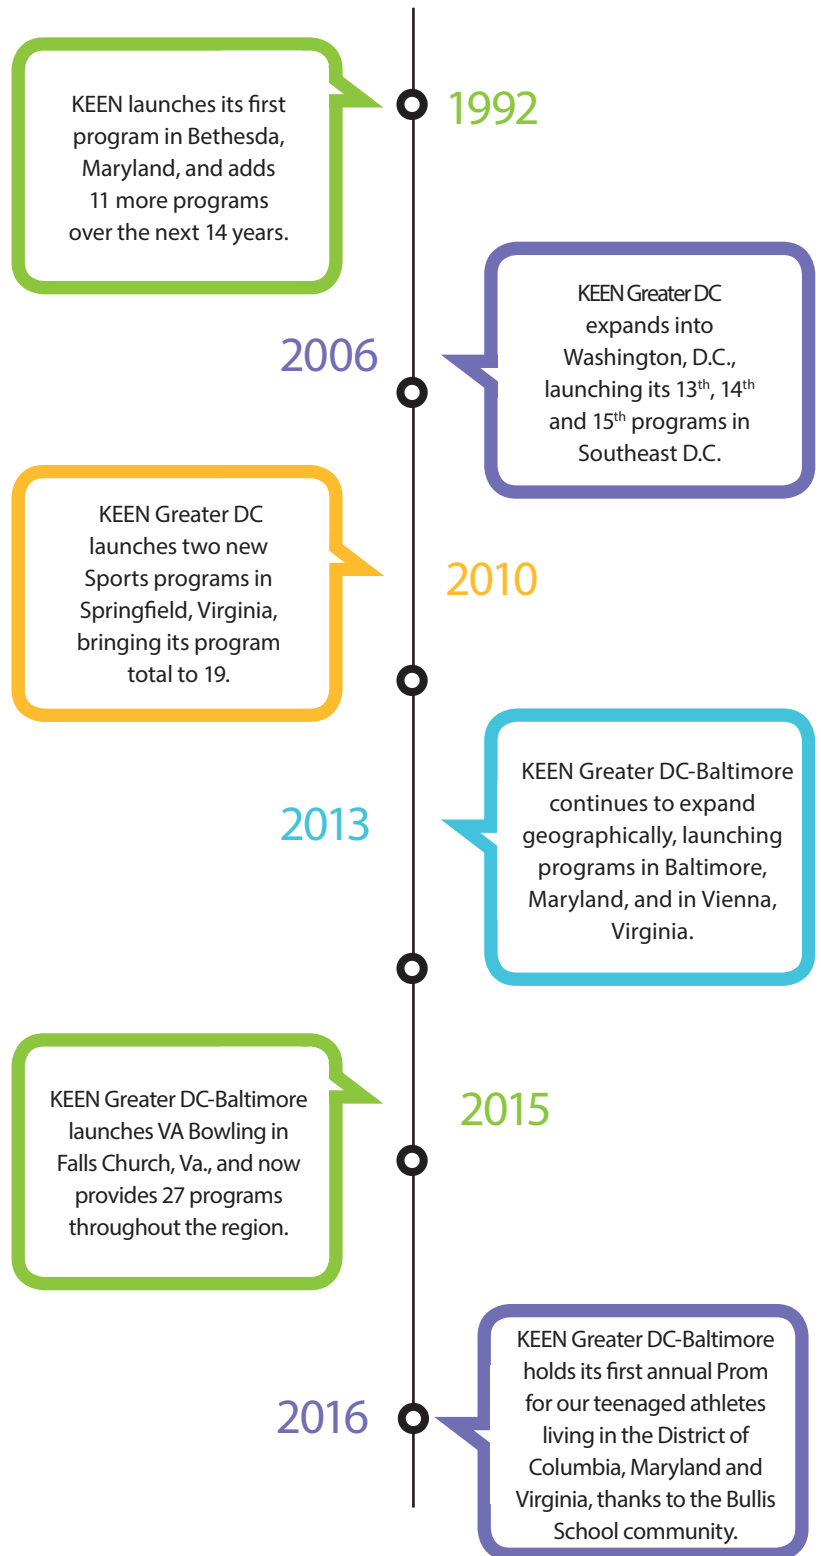 KEEN launches its first
program in Bethesda,
Maryland, and adds
11 more programs
over the next 14 years.
1992
2006
KEEN Greater DC
expands into
Washington, D.C.,
launching its 13th, 14th
and 15th programs in
Southeast D.C.
KEEN Greater DC
launches two new
Sports programs in
Springfield, Virginia,
bringing its program
total to 19.
2010
2013
KEEN Greater DC-Baltimore
continues to expand
geographically, launching
programs in Baltimore,
Maryland, and in Vienna,
Virginia.
KEEN Greater DC-Baltimore
launches VA Bowling in
Falls Church, Va., and now
provides 27 programs
throughout the region.
2015
2016
KEEN Greater DC-Baltimore
holds its first annual Prom
for our teenaged athletes
living in the District of
Columbia, Maryland and
Virginia, thanks to the Bullis
School community.